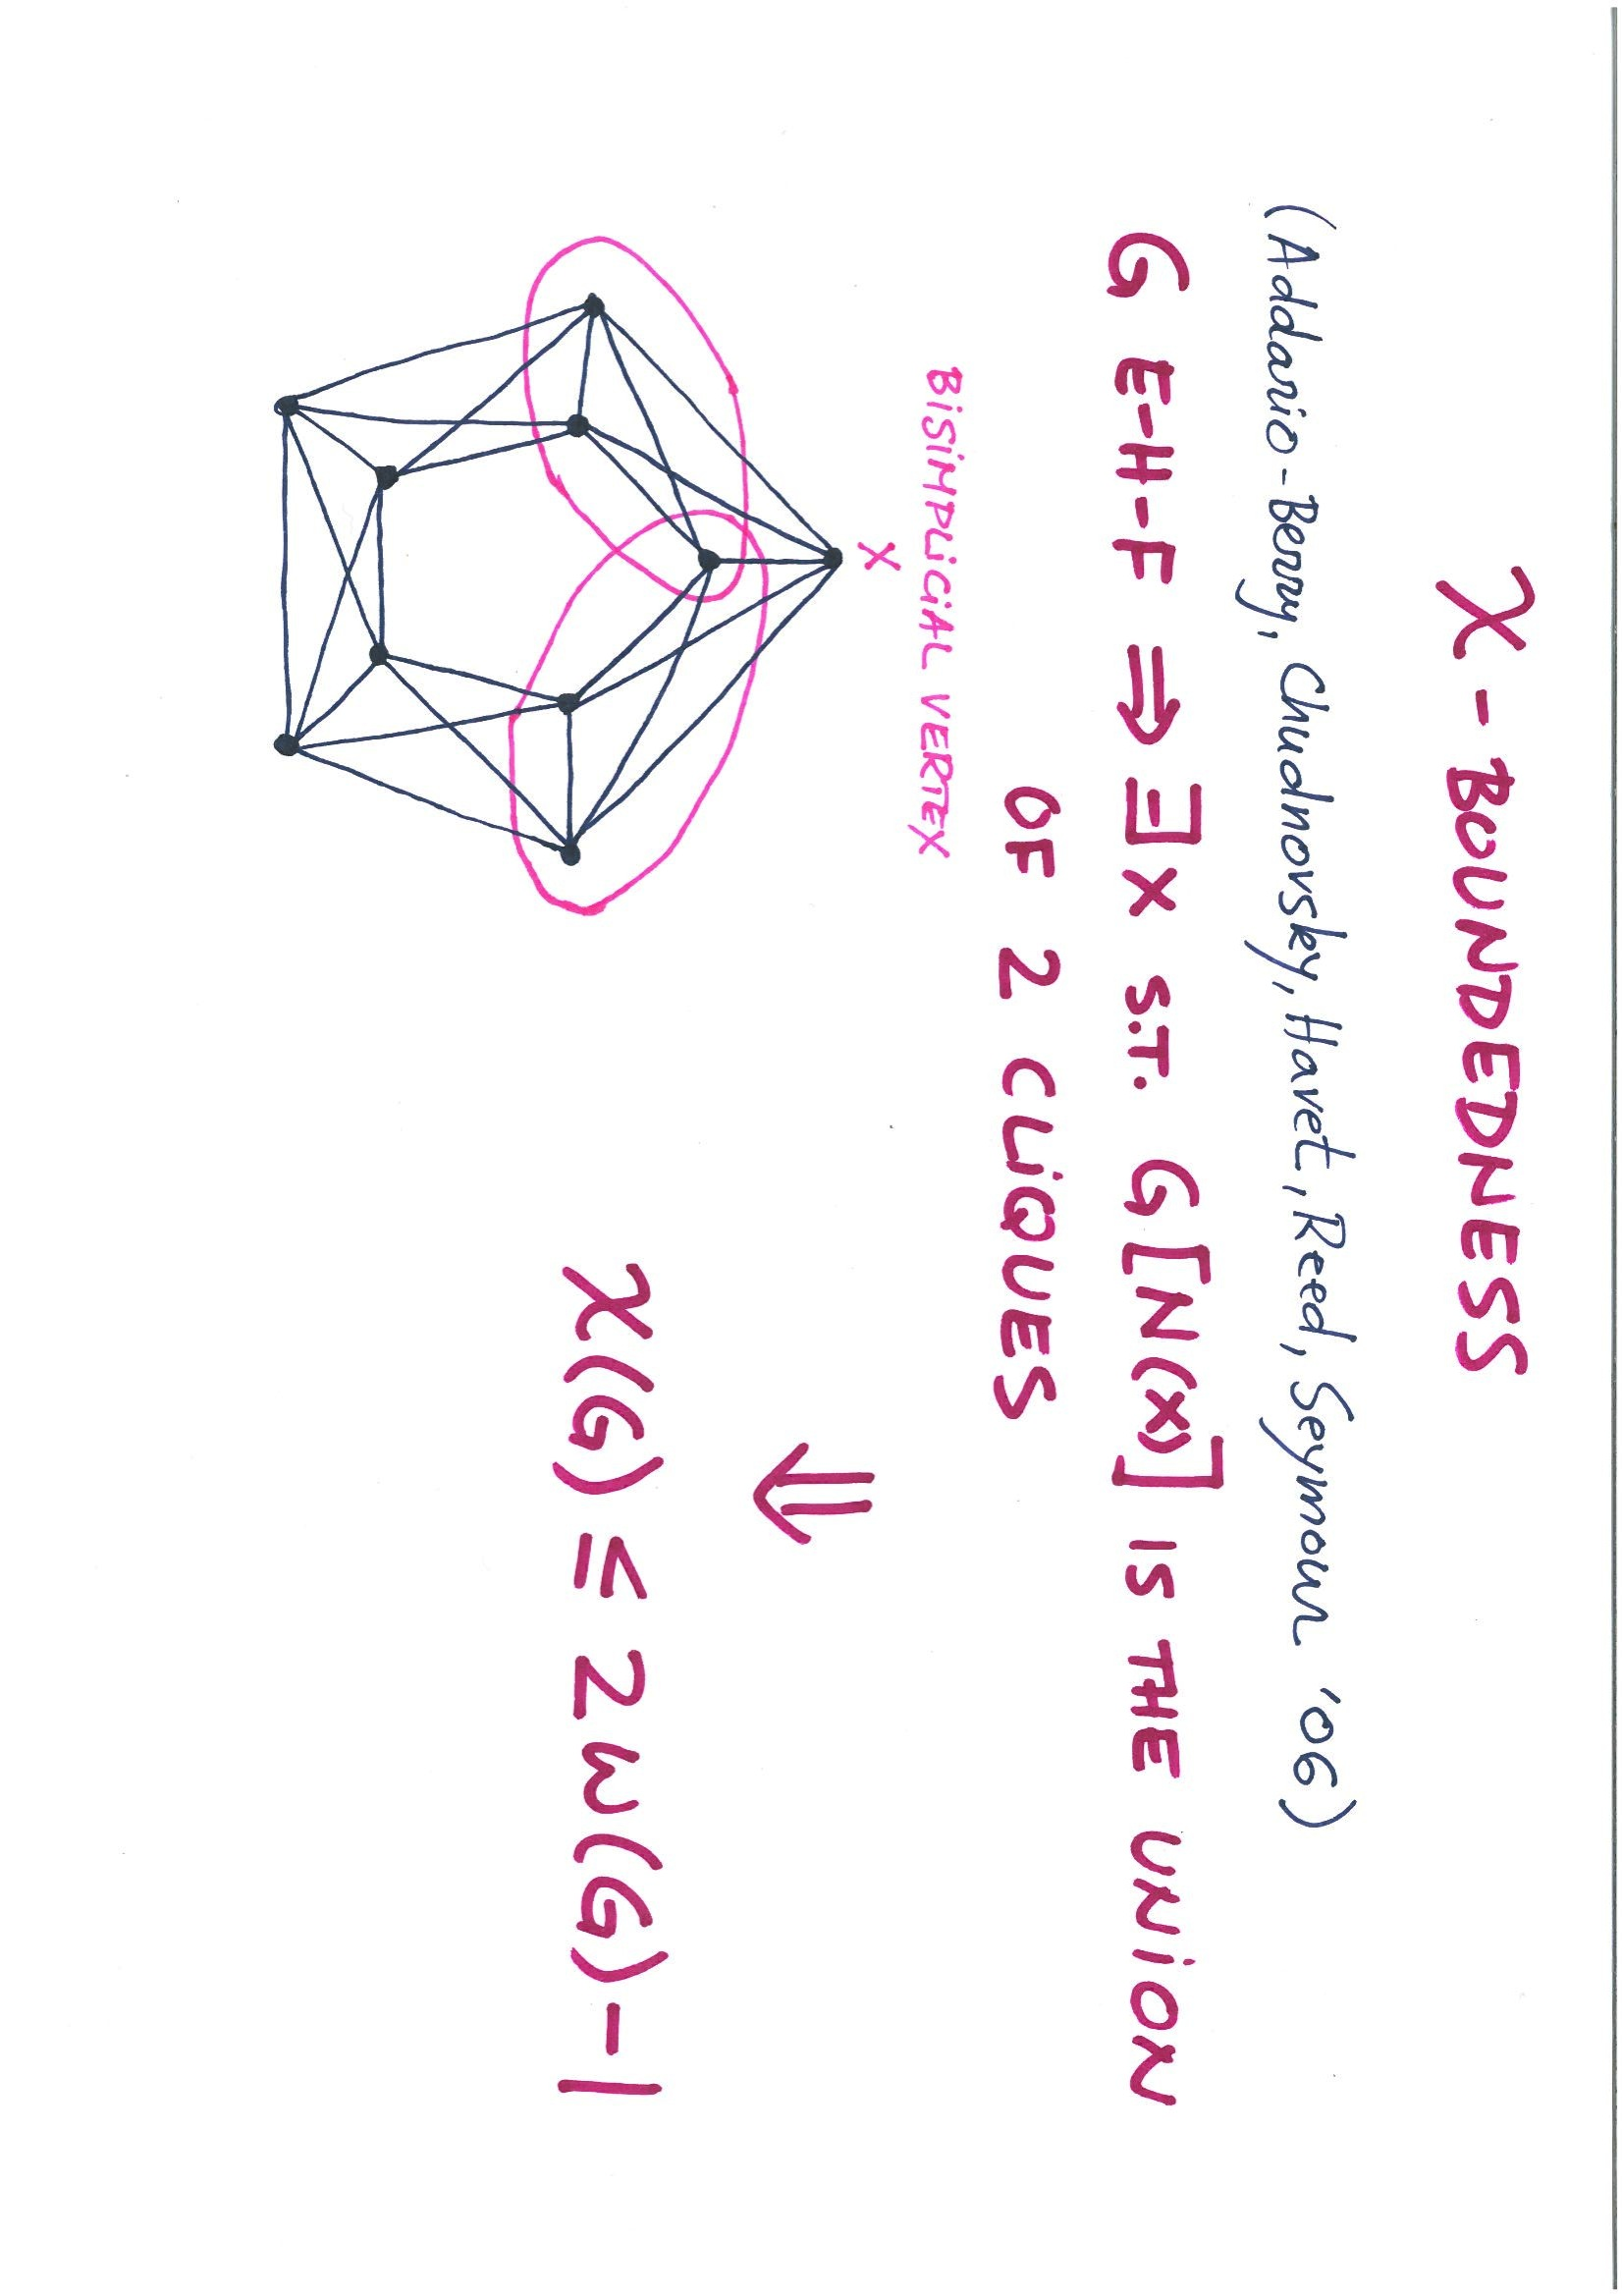 χ-BOUNDEDNESS
(Addario-Berry, Chudnovsky, Havet, Reed, Seymour '06)
G E-H-F ⇒ ∃ x S.T. G[N(x)] IS THE UNION
OF 2 CLIQUES
BISIMPLICIAL VERTEX
x
⇓
χ(G) ≤ 2ω(G)-1